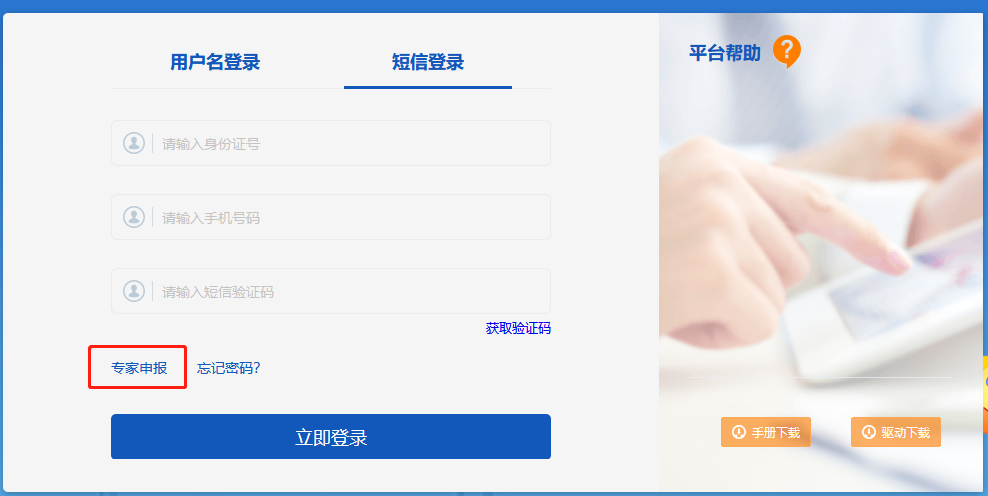 用户名登录
短信登录
请输入身份证号
请输入手机号码
请输入短信验证码
获取验证码
专家申报
忘记密码?
立即登录
平台帮助
?
手册下载
驱动下载